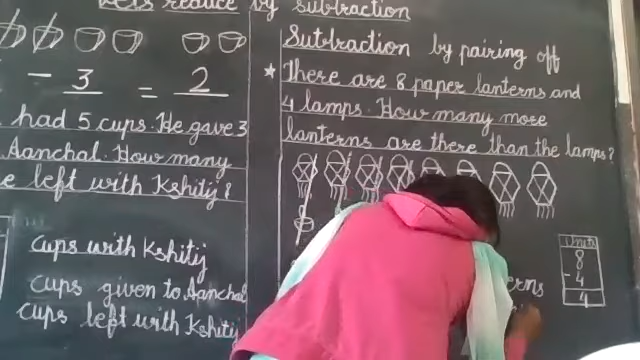 Lets reduce by subtraction
- 3 = 2
had 5 cups. He gave 3
Aanchal. How many
left with Kshitij?
Cups with Kshitij
Cups given to Aanchal
Cups left with Kshitij
Subtraction by pairing off
There are 8 paper lanterns and
4 lamps. How many more
lanterns are there than the lamps?
erns
Units
8
- 4
4